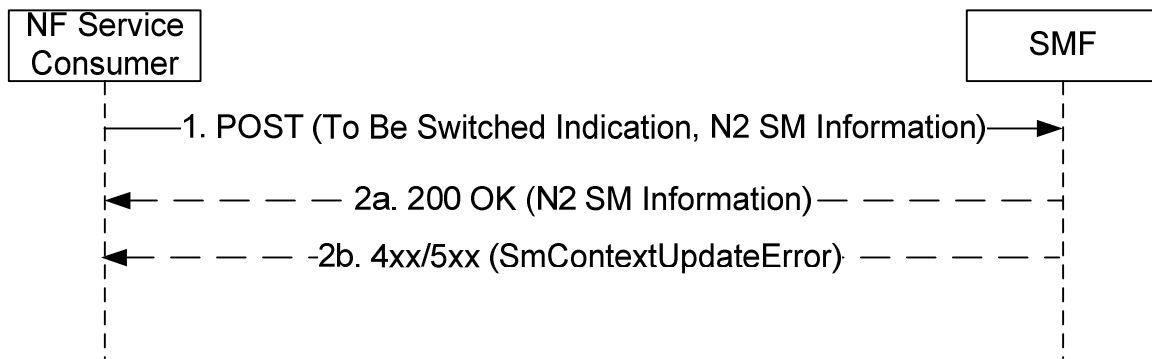 NF Service
Consumer
SMF
1. POST (To Be Switched Indication, N2 SM Information)
2a. 200 OK (N2 SM Information)
2b. 4xx/5xx (SmContextUpdateError)